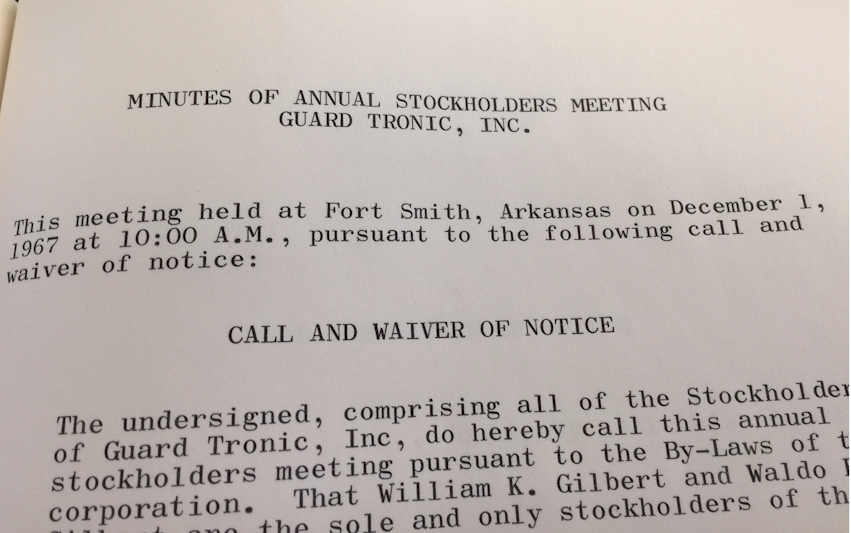 MINUTES OF ANNUAL STOCKHOLDERS MEETING
GUARD TRONIC, INC.
This meeting held at Fort Smith, Arkansas on December 1,
1967 at 10:00 A.M., pursuant to the following call and
waiver of notice:
CALL AND WAIVER OF NOTICE
The undersigned, comprising all of the
of Guard Tronic, Inc, do hereby call this annual
stockholders meeting pursuant to the By-Laws of
corporation. That William K. Gilbert and Waldo
are the sole and only stockholders of